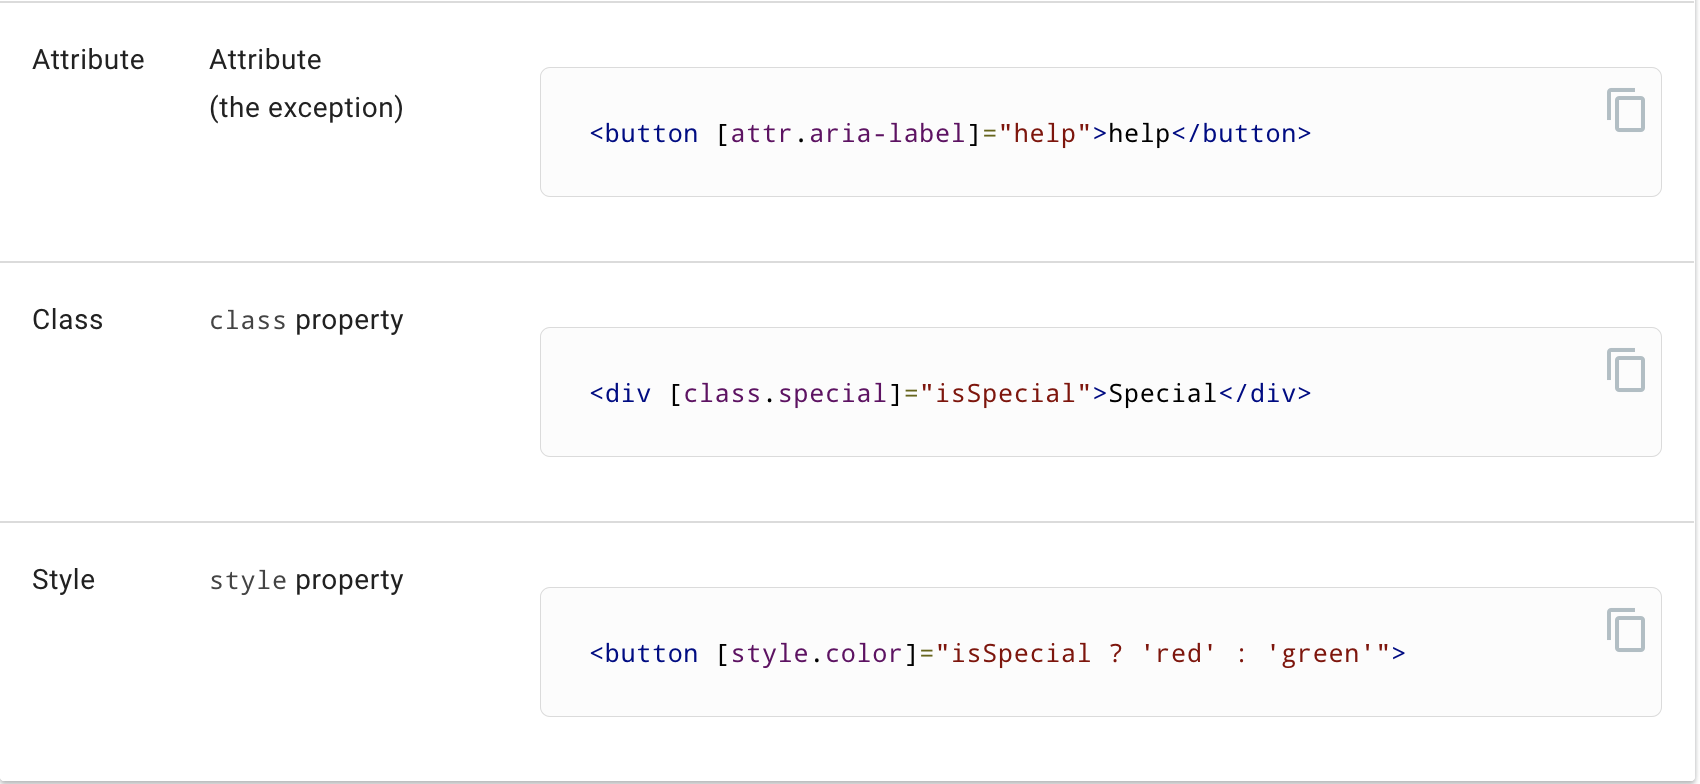 Attribute
Attribute
(the exception)
<button [attr.aria-label]="help">help</button>
Class
class property
<div [class.special]="isSpecial">Special</div>
Style
style property
<button [style.color]="isSpecial ? 'red' : 'green'">